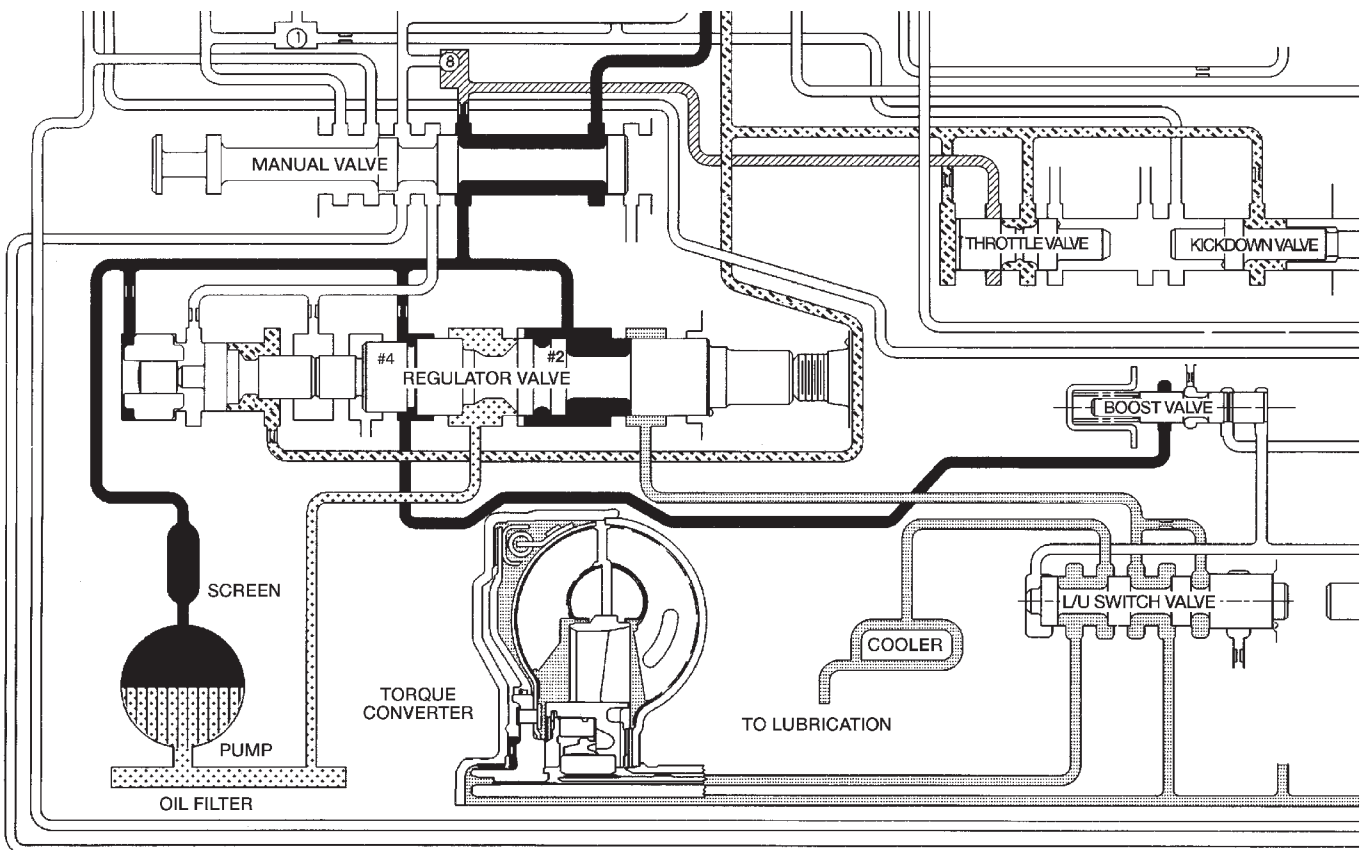 1
8
MANUAL VALVE
THROTTLE VALVE
KICKDOWN VALVE
#4
#2
REGULATOR VALVE
BOOST VALVE
SCREEN
L/U SWITCH VALVE
COOLER
TORQUE
CONVERTER
TO LUBRICATION
PUMP
OIL FILTER